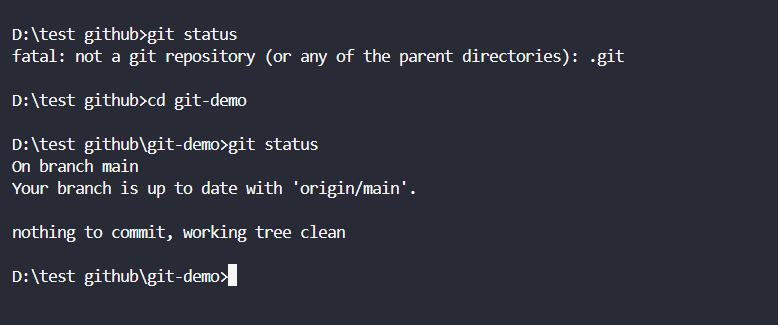 D:\test github>git status
fatal: not a git repository (or any of the parent directories): .git
D:\test github>cd git-demo
D:\test github\git-demo>git status
On branch main
Your branch is up to date with 'origin/main'.
nothing to commit, working tree clean
D:\test github\git-demo>